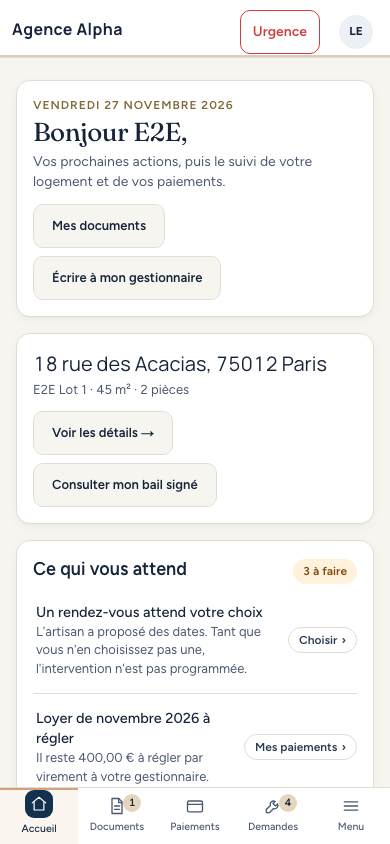 Agence Alpha
Urgence
LE
VENDREDI 27 NOVEMBRE 2026
Bonjour E2E,
Vos prochaines actions, puis le suivi de votre
logement et de vos paiements.
Mes documents
Écrire à mon gestionnaire
18 rue des Acacias, 75012 Paris
E2E Lot 1 · 45 m² · 2 pièces
Voir les détails →
Consulter mon bail signé
Ce qui vous attend
3 à faire
Un rendez-vous attend votre choix
L'artisan a proposé des dates. Tant que
vous n'en choisissez pas une,
l'intervention n'est pas programmée.
Choisir ›
Loyer de novembre 2026 à
régler
Il reste 400,00 € à régler par
virement à votre gestionnaire.
Mes paiements ›
Accueil
1
Documents
Paiements
4
Demandes
Menu